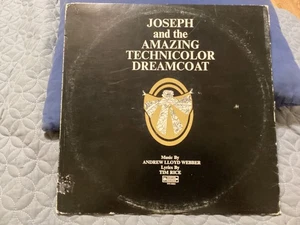 JOSEPH
and the
AMAZING
TECHNICOLOR
DREAMCOAT
Music By
ANDREW LLOYD WEBBER
Lyrics By
TIM RICE